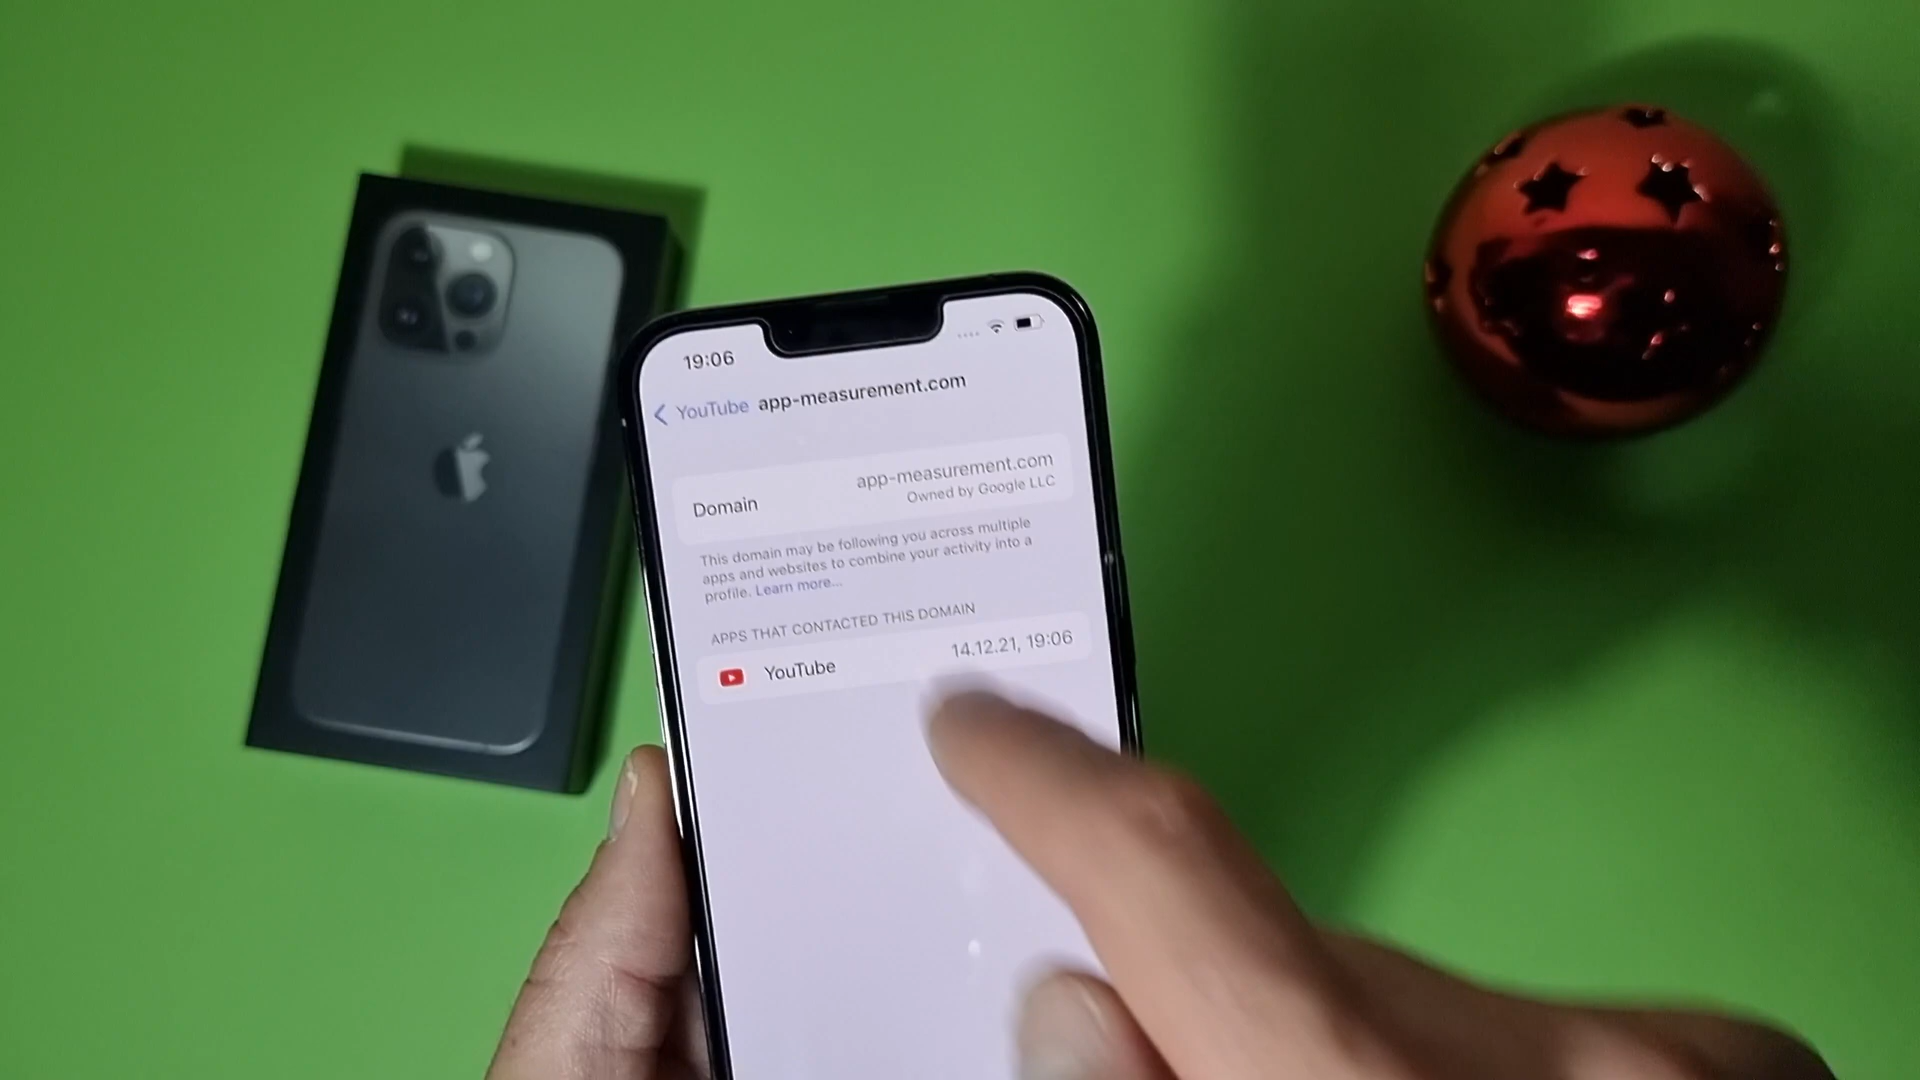 19:06
YouTube app-measurement.com
Domain
app-measurement.com
Owned by Google LLC
This domain may be following you across multiple
apps and websites to combine your activity into a
profile. Learn more...
APPS THAT CONTACTED THIS DOMAIN
YouTube 14.12.21, 19:06